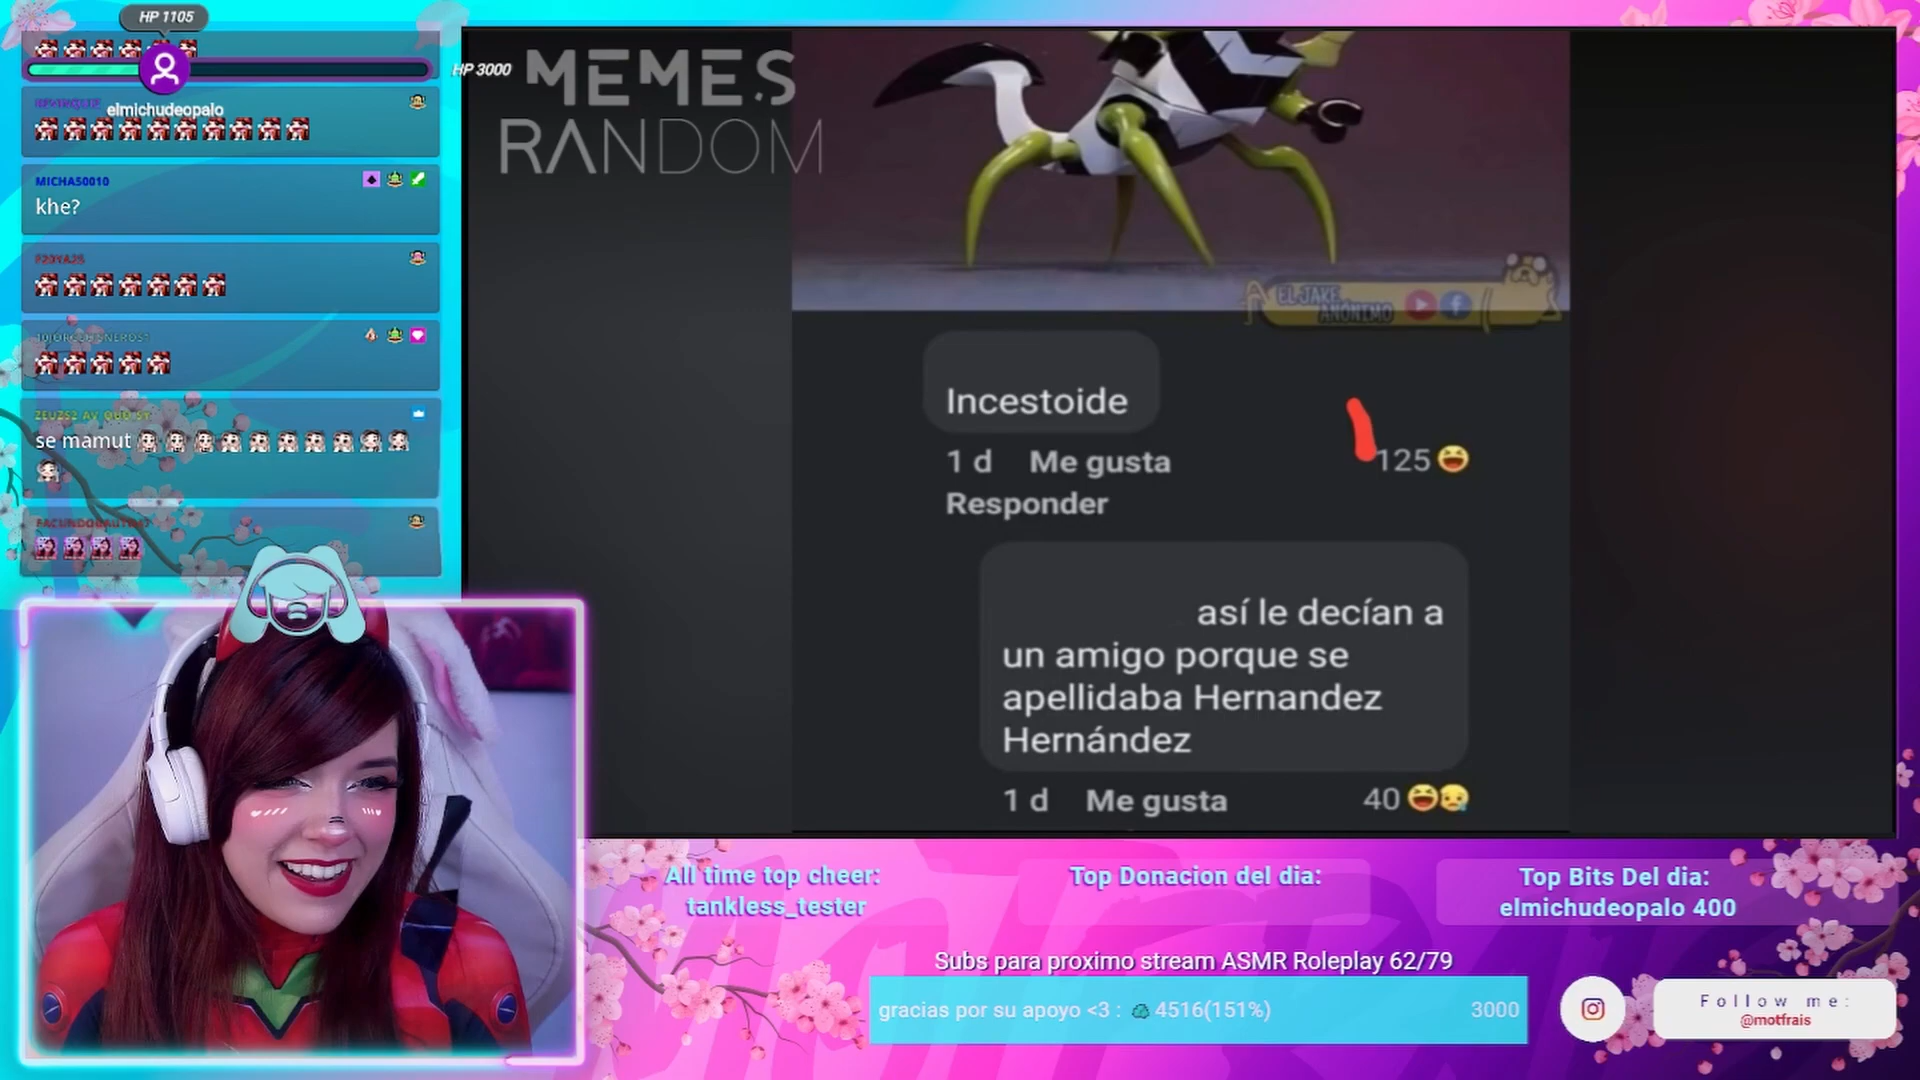 HP 1105
HP 3000
elmichudeopalo
MICHA50010
khe?
se mamut
MEMES
RANDOM
EL JAKE
ANÓNIMO
Incestoide
1 d Me gusta 125
Responder
así le decían a
un amigo porque se
apellidaba Hernandez
Hernández
1 d Me gusta 40
All time top cheer:
tankless_tester
Top Donacion del dia:
Top Bits Del dia:
elmichudeopalo 400
Subs para proximo stream ASMR Roleplay 62/79
gracias por su apoyo <3 : 4516(151%) 3000
Follow me:
@motfrais